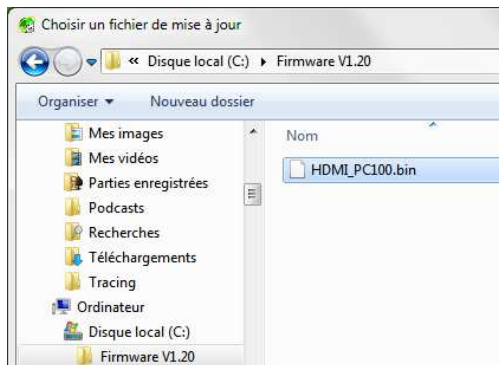 Choisir un fichier de mise à jour
« Disque local (C:) ▸ Firmware V1.20
Organiser ▾ Nouveau dossier
Mes images
Mes vidéos
Parties enregistrées
Podcasts
Recherches
Téléchargements
Tracing
Ordinateur
Disque local (C:)
Firmware V1.20
Nom
HDMI_PC100.bin